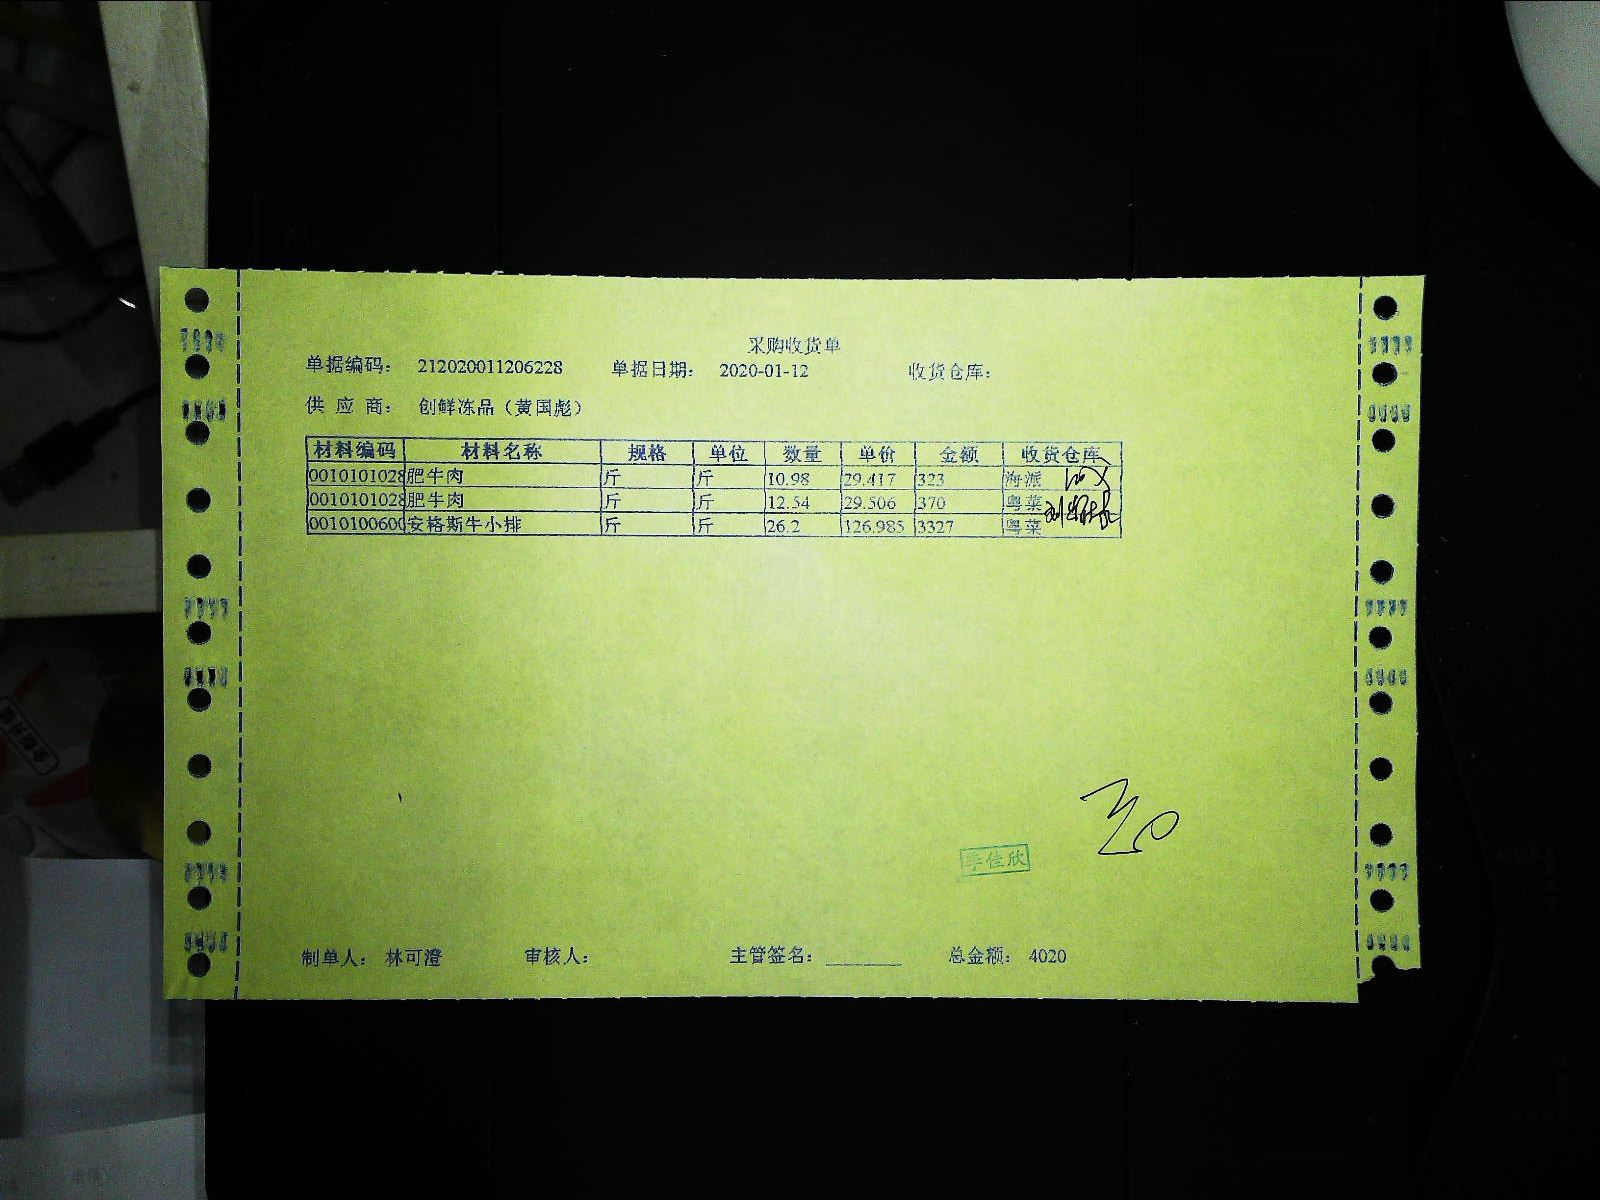 采购收货单
单据编码： 212020011206228 单据日期： 2020-01-12 收货仓库：
供 应 商： 创鲜冻品（黄国彪）
材料编码 材料名称 规格 单位 数量 单价 金额 收货仓库
0010101028 肥牛肉 斤 斤 10.98 29.417 323 海派
0010101028 肥牛肉 斤 斤 12.54 29.506 370 粤菜
0010100600 安格斯牛小排 斤 斤 26.2 126.985 3327 粤菜
李佳欣
制单人： 林可澄 审核人： 主管签名： 总金额： 4020